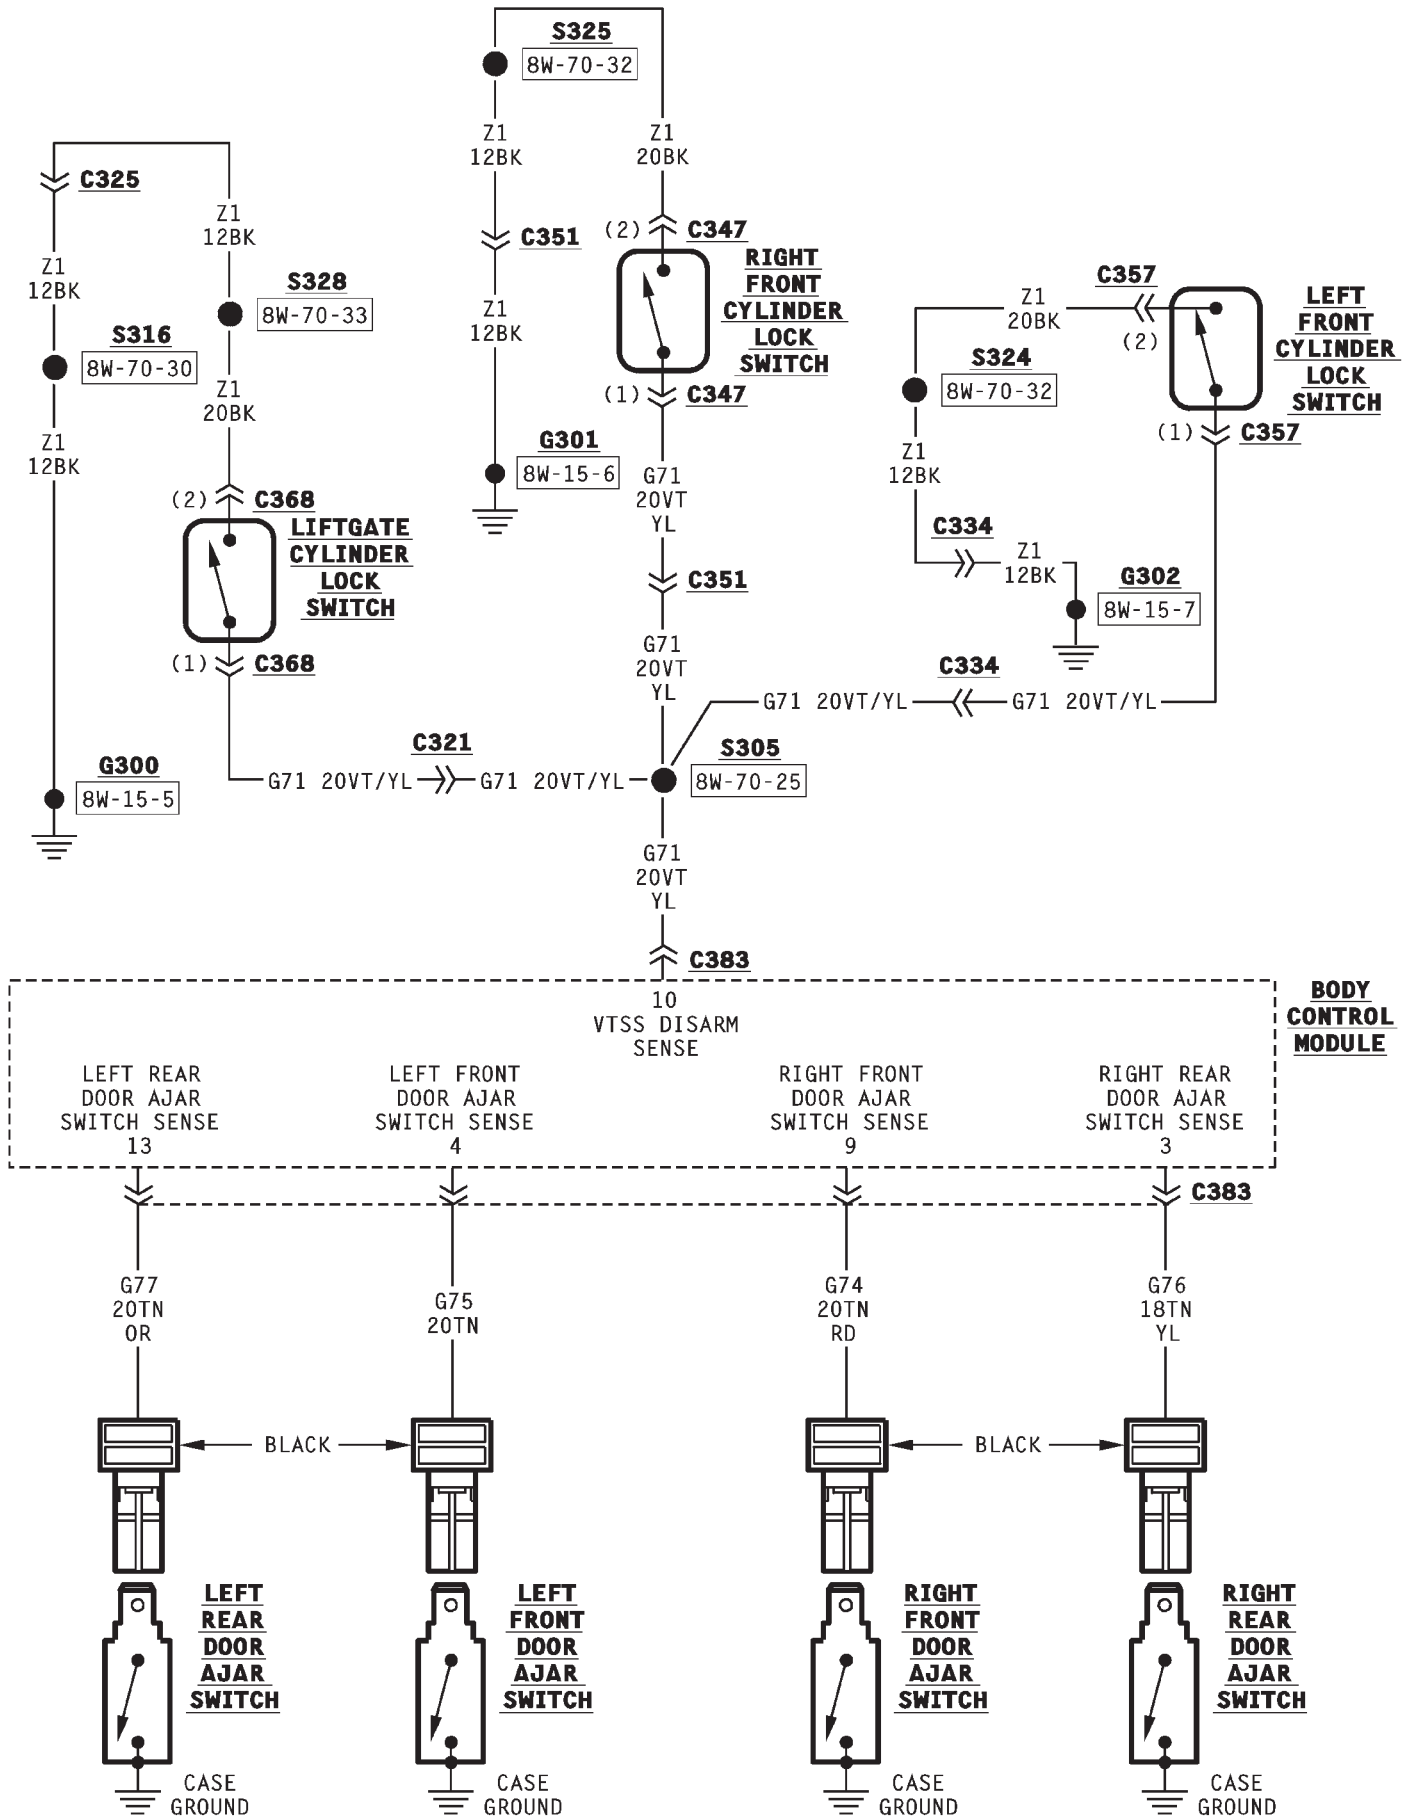 S325
8W-70-32
Z1
12BK
Z1
20BK
C325
Z1
12BK
C351
(2)
C347
RIGHT
FRONT
CYLINDER
LOCK
SWITCH
Z1
12BK
S328
8W-70-33
Z1
12BK
C357
(2)
Z1
20BK
LEFT
FRONT
CYLINDER
LOCK
SWITCH
S316
8W-70-30
Z1
20BK
S324
8W-70-32
(1)
C347
(1)
C357
Z1
12BK
G301
8W-15-6
Z1
12BK
G71
20VT
YL
(2)
C368
LIFTGATE
CYLINDER
LOCK
SWITCH
C334
Z1
12BK
G302
8W-15-7
C351
(1)
C368
G71
20VT
YL
C334
G71 20VT/YL
G71 20VT/YL
C321
G71 20VT/YL
G71 20VT/YL
S305
8W-70-25
G300
8W-15-5
G71
20VT
YL
C383
10
VTSS DISARM
SENSE
BODY
CONTROL
MODULE
LEFT REAR
DOOR AJAR
SWITCH SENSE
13
LEFT FRONT
DOOR AJAR
SWITCH SENSE
4
RIGHT FRONT
DOOR AJAR
SWITCH SENSE
9
RIGHT REAR
DOOR AJAR
SWITCH SENSE
3
C383
G77
20TN
OR
G75
20TN
G74
20TN
RD
G76
18TN
YL
BLACK
BLACK
LEFT
REAR
DOOR
AJAR
SWITCH
LEFT
FRONT
DOOR
AJAR
SWITCH
RIGHT
FRONT
DOOR
AJAR
SWITCH
RIGHT
REAR
DOOR
AJAR
SWITCH
CASE
GROUND
CASE
GROUND
CASE
GROUND
CASE
GROUND